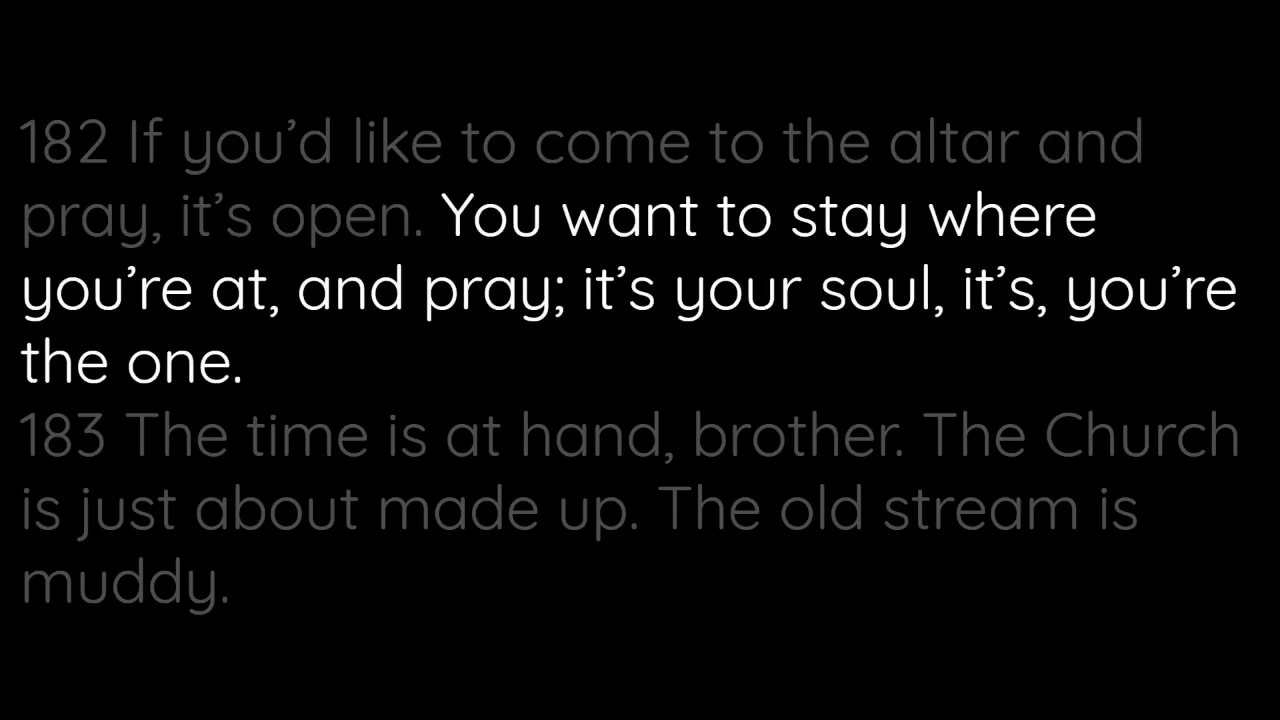 182 If you’d like to come to the altar and
pray, it’s open. You want to stay where
you’re at, and pray; it’s your soul, it’s, you’re
the one.
183 The time is at hand, brother. The Church
is just about made up. The old stream is
muddy.